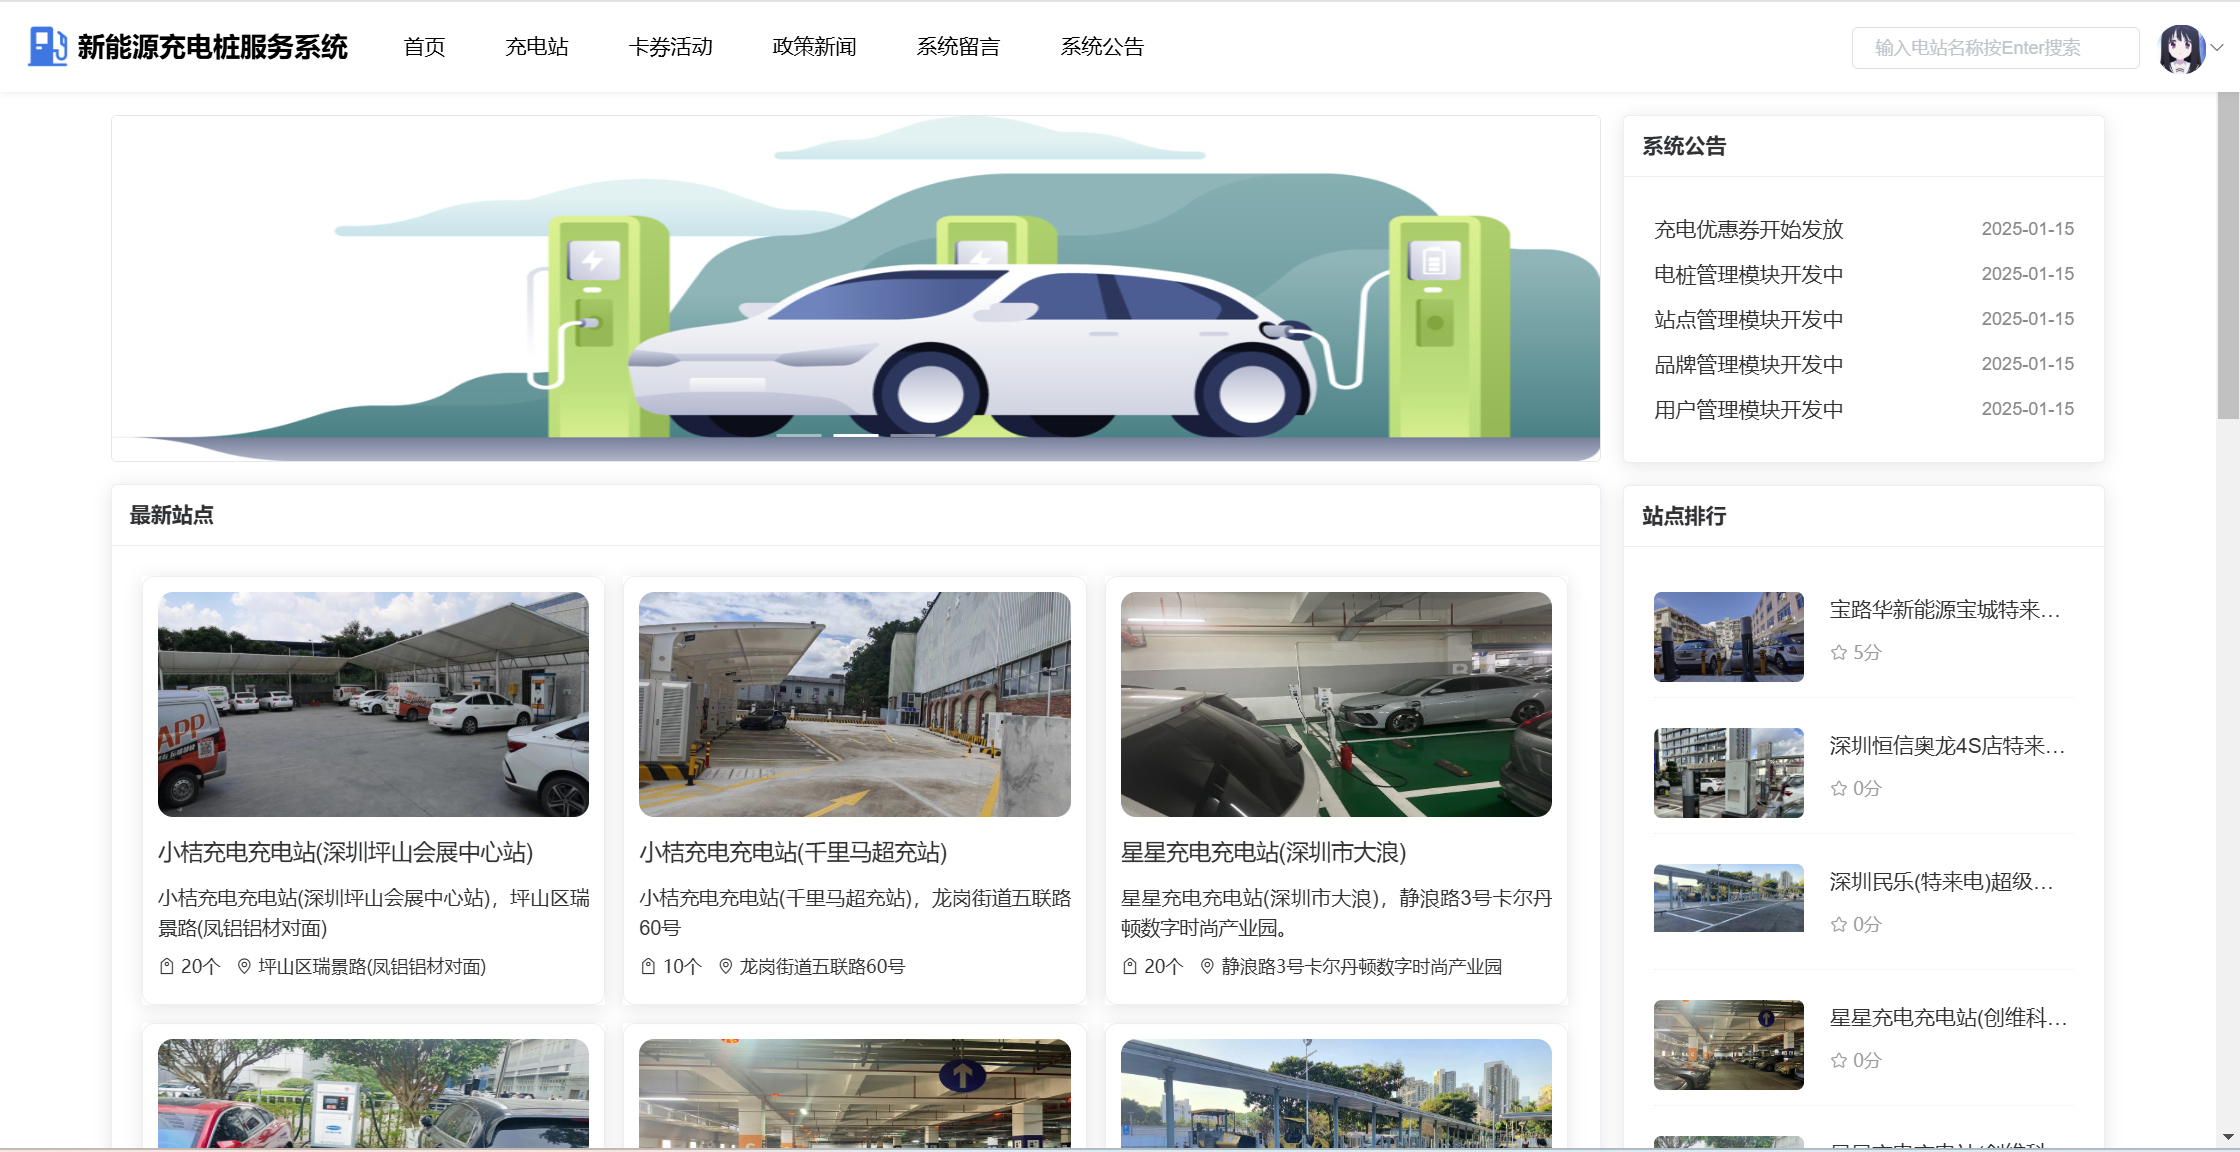 新能源充电桩服务系统
首页
充电站
卡券活动
政策新闻
系统留言
系统公告
输入电站名称按Enter搜索
系统公告
充电优惠券开始发放 2025-01-15
电桩管理模块开发中 2025-01-15
站点管理模块开发中 2025-01-15
品牌管理模块开发中 2025-01-15
用户管理模块开发中 2025-01-15
最新站点
小桔充电充电站(深圳坪山会展中心站)
小桔充电充电站(深圳坪山会展中心站)，坪山区瑞
景路(凤铝铝材对面)
20个 坪山区瑞景路(凤铝铝材对面)
小桔充电充电站(千里马超充站)
小桔充电充电站(千里马超充站)，龙岗街道五联路
60号
10个 龙岗街道五联路60号
星星充电充电站(深圳市大浪)
星星充电充电站(深圳市大浪)，静浪路3号卡尔丹
顿数字时尚产业园。
20个 静浪路3号卡尔丹顿数字时尚产业园
APP
站点排行
宝路华新能源宝城特来...
5分
深圳恒信奥龙4S店特来...
0分
深圳民乐(特来电)超级...
0分
星星充电充电站(创维科...
0分